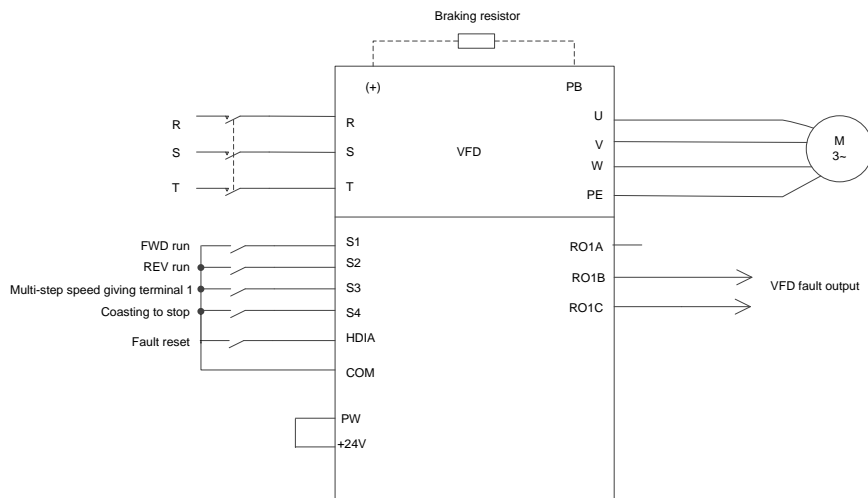 Braking resistor
(+)
PB
R
R
U
S
S
VFD
V
M
3~
W
T
T
PE
FWD run
S1
RO1A
REV run
S2
RO1B
Multi-step speed giving terminal 1
S3
VFD fault output
Coasting to stop
S4
RO1C
Fault reset
HDIA
COM
PW
+24V